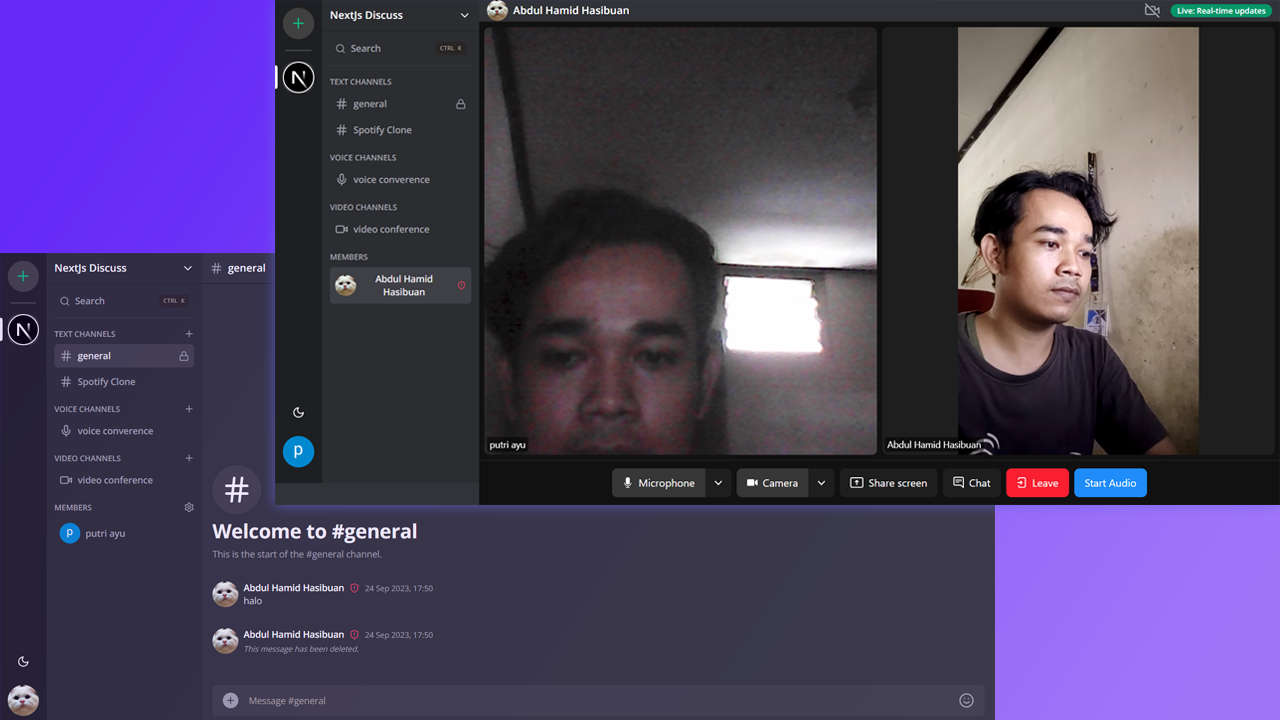 NextJs Discuss
Search
CTRL K
TEXT CHANNELS
general
Spotify Clone
VOICE CHANNELS
voice converence
VIDEO CHANNELS
video conference
MEMBERS
Abdul Hamid
Hasibuan
N
p
Abdul Hamid Hasibuan
Live: Real-time updates
putri ayu
Abdul Hamid Hasibuan
Microphone
Camera
Share screen
Chat
Leave
Start Audio
NextJs Discuss
Search
CTRL K
N
TEXT CHANNELS
general
Spotify Clone
VOICE CHANNELS
voice converence
VIDEO CHANNELS
video conference
MEMBERS
p
putri ayu
# general
#
Welcome to #general
This is the start of the #general channel.
Abdul Hamid Hasibuan 24 Sep 2023, 17:50
halo
Abdul Hamid Hasibuan 24 Sep 2023, 17:50
This message has been deleted.
Message #general